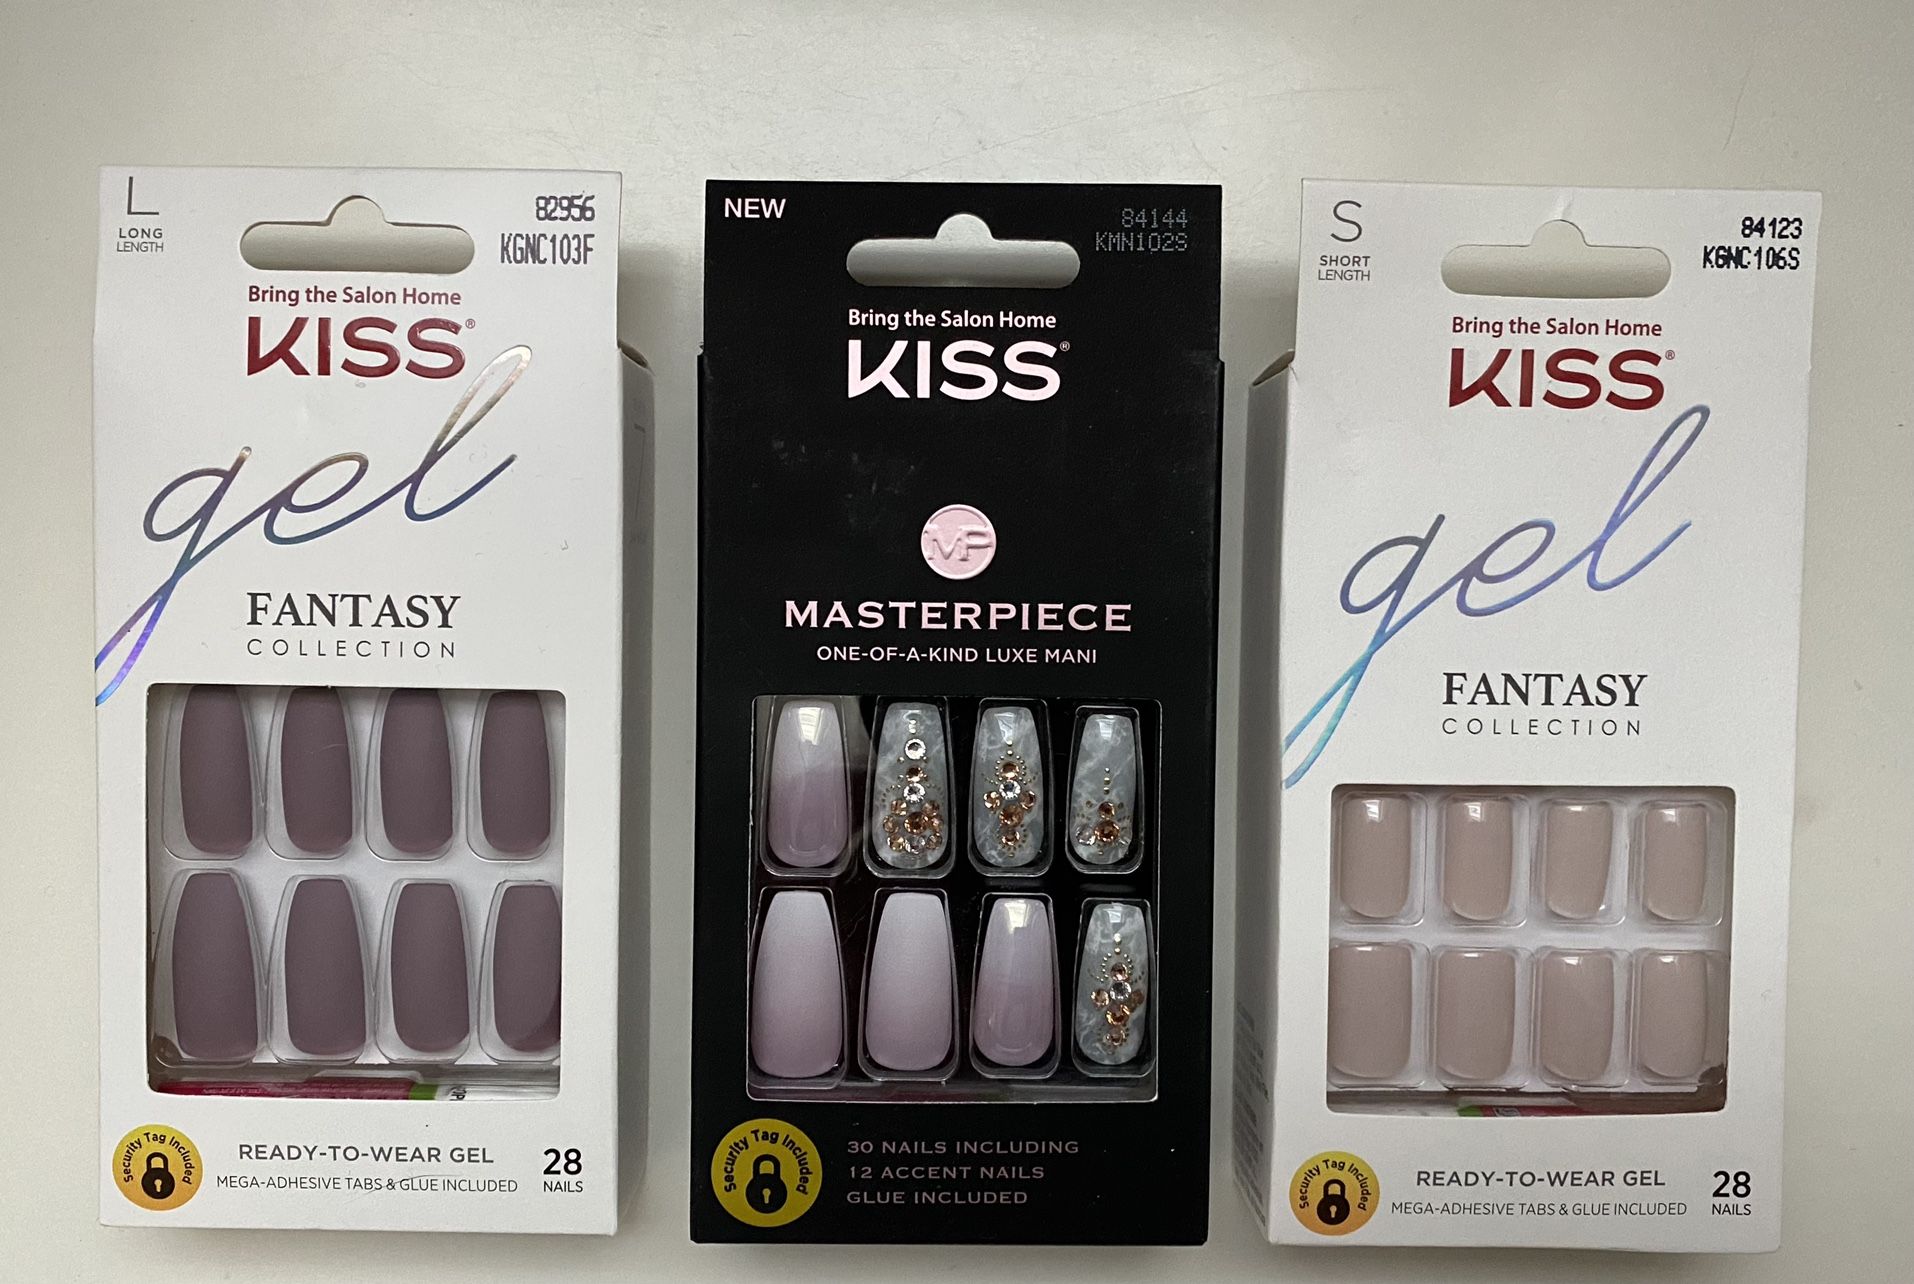 L
LONG
LENGTH
82956
KGNC103F
Bring the Salon Home
KISS®
gel
FANTASY
COLLECTION
Security Tag Included
READY-TO-WEAR GEL
MEGA-ADHESIVE TABS & GLUE INCLUDED
28
NAILS
NEW
84144
KMN102S
Bring the Salon Home
KISS®
MP
MASTERPIECE
ONE-OF-A-KIND LUXE MANI
Security Tag Included
30 NAILS INCLUDING
12 ACCENT NAILS
GLUE INCLUDED
S
SHORT
LENGTH
84123
KGNC106S
Bring the Salon Home
KISS®
gel
FANTASY
COLLECTION
Security Tag Included
READY-TO-WEAR GEL
MEGA-ADHESIVE TABS & GLUE INCLUDED
28
NAILS